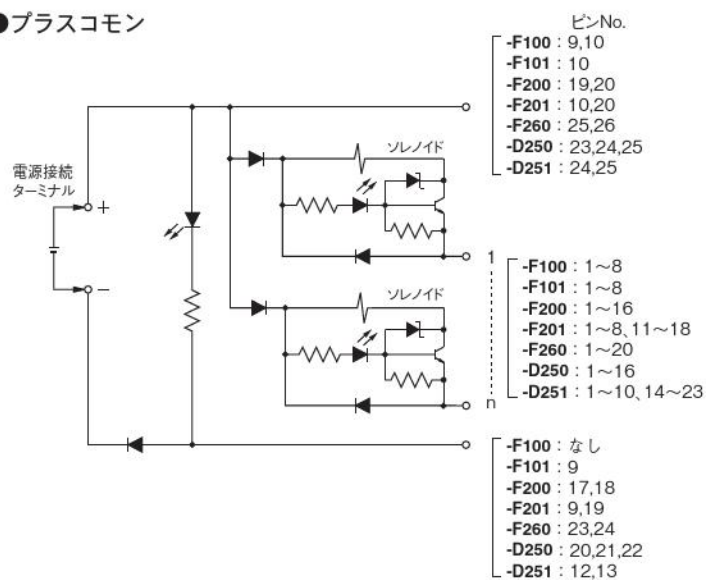 ●プラスコモン
ピンNo.
-F100：9,10
-F101：10
-F200：19,20
-F201：10,20
-F260：25,26
-D250：23,24,25
-D251：24,25
電源接続
ターミナル
+
−
ソレノイド
1
-F100：1～8
-F101：1～8
-F200：1～16
-F201：1～8、11～18
-F260：1～20
-D250：1～16
-D251：1～10、14～23
ソレノイド
n
-F100：なし
-F101：9
-F200：17,18
-F201：9,19
-F260：23,24
-D250：20,21,22
-D251：12,13